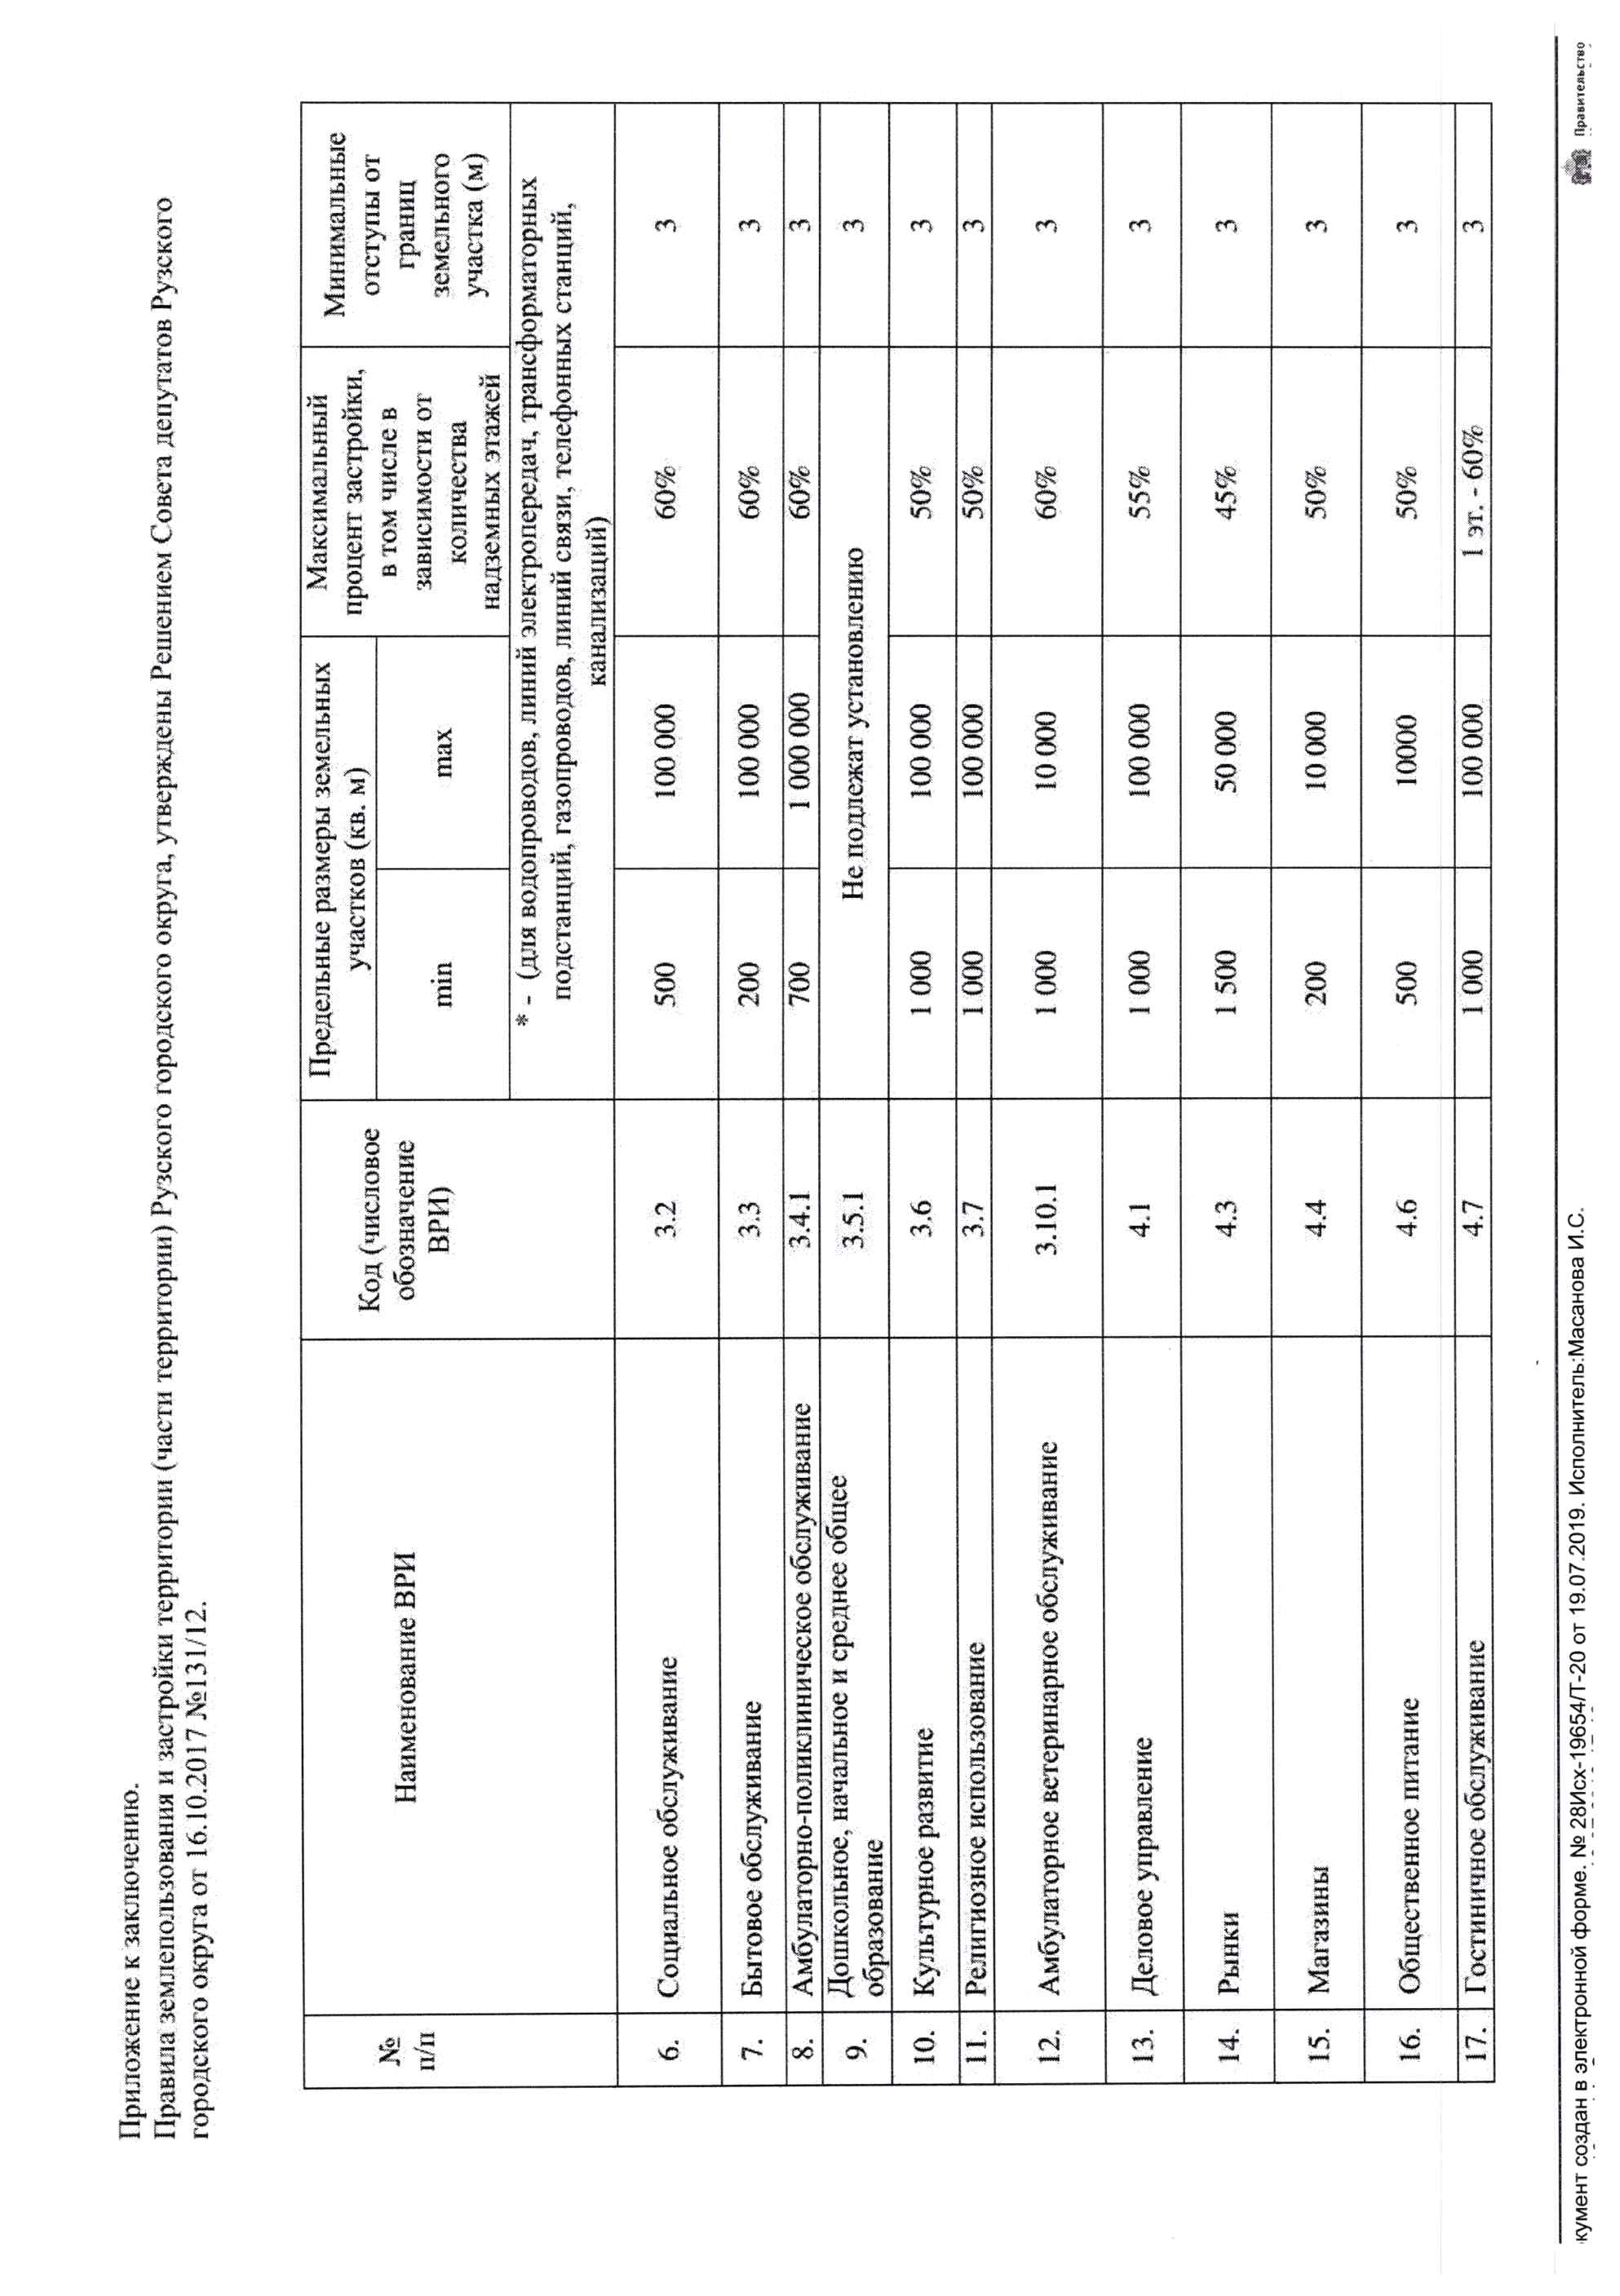 Приложение к заключению.
Правила землепользования и застройки территории (части территории) Рузского городского округа, утверждены Решением Совета депутатов Рузского
городского округа от 16.10.2017 №131/12.
№
п/п
Наименование ВРИ
Код (числовое
обозначение
ВРИ)
Предельные размеры земельных
участков (кв. м)
min
max
Максимальный
процент застройки,
в том числе в
зависимости от
количества
надземных этажей
Минимальные
отступы от
границ
земельного
участка (м)
* - (для водопроводов, линий электропередач, трансформаторных
подстанций, газопроводов, линий связи, телефонных станций,
канализаций)
6. Социальное обслуживание 3.2 500 100 000 60% 3
7. Бытовое обслуживание 3.3 200 100 000 60% 3
8. Амбулаторно-поликлиническое обслуживание 3.4.1 700 1 000 000 60% 3
9. Дошкольное, начальное и среднее общее
образование 3.5.1 Не подлежат установлению 3
10. Культурное развитие 3.6 1 000 100 000 50% 3
11. Религиозное использование 3.7 1 000 100 000 50% 3
12. Амбулаторное ветеринарное обслуживание 3.10.1 1 000 10 000 60% 3
13. Деловое управление 4.1 1 000 100 000 55% 3
14. Рынки 4.3 1 500 50 000 45% 3
15. Магазины 4.4 200 10 000 50% 3
16. Общественное питание 4.6 500 10000 50% 3
17. Гостиничное обслуживание 4.7 1 000 100 000 1 эт. - 60% 3
кумент создан в электронной форме. № 28Исх-19654/Т-20 от 19.07.2019. Исполнитель:Масанова И.С.
Правительство